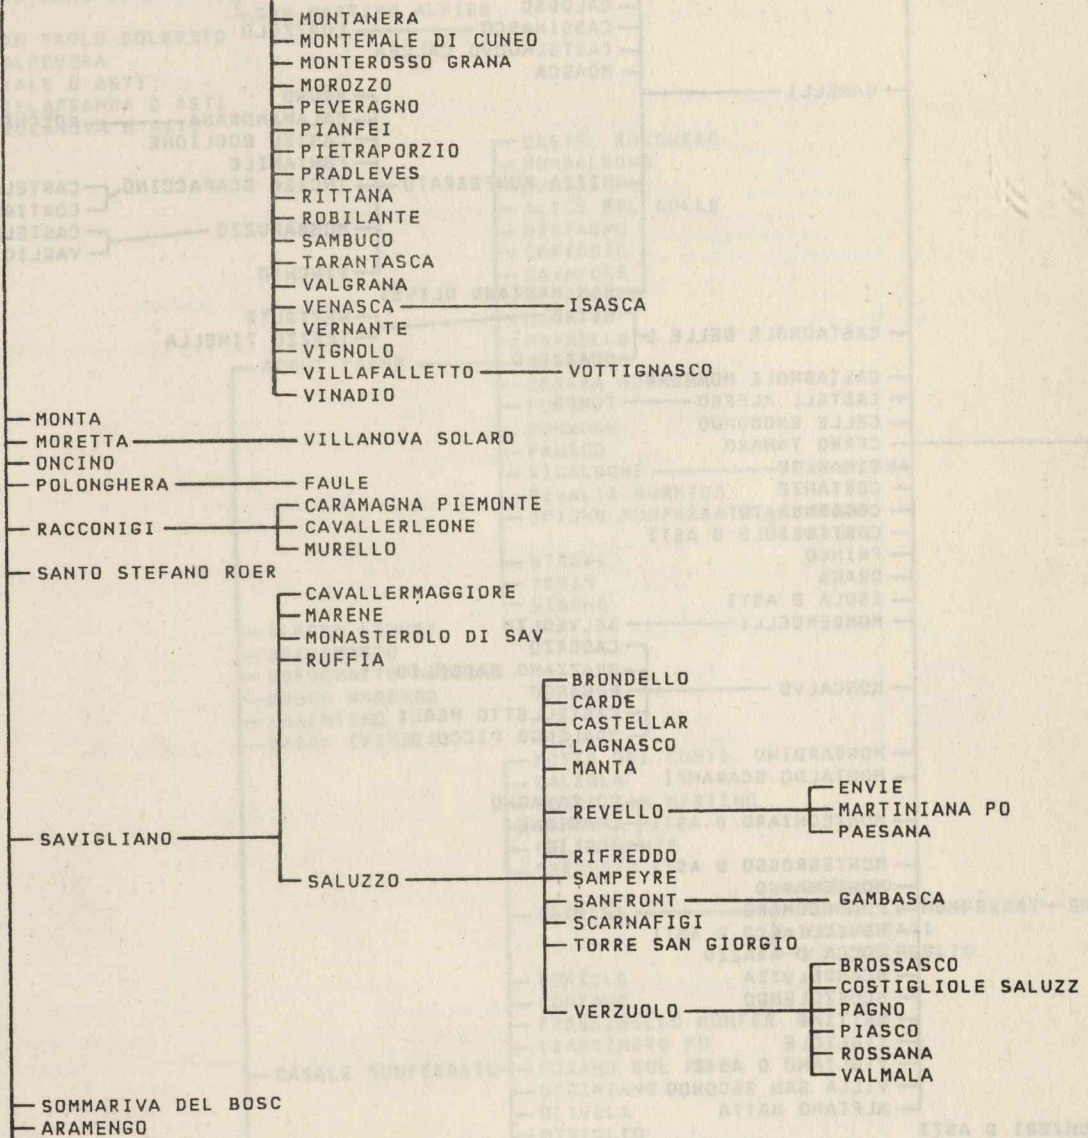 MONTANERA
MONTEMALE DI CUNEO
MONTEROSSO GRANA
MOROZZO
PEVERAGNO
PIANFEI
PIETRAPORZIO
PRADLEVES
RITTANA
ROBILANTE
SAMBUCO
TARANTASCA
VALGRANA
VENASCA ISASCA
VERNANTE
VIGNOLO
VILLAFALLETTO VOTTIGNASCO
VINADIO
MONTA
MORETTA VILLANOVA SOLARO
ONCINO
POLONGHERA FAULE
CARAMAGNA PIEMONTE
RACCONIGI CAVALLERLEONE
MURELLO
SANTO STEFANO ROER
CAVALLERMAGGIORE
MARENE
MONASTEROLO DI SAV
RUFFIA
BRONDELLO
CARDE
CASTELLAR
LAGNASCO
MANTA
ENVIE
REVELLO MARTINIANA PO
PAESANA
SAVIGLIANO
RIFREDDO
SALUZZO SAMPEYRE
SANFRONT GAMBASCA
SCARNAFIGI
TORRE SAN GIORGIO
BROSSASCO
COSTIGLIOLE SALUZZ
VERZUOLO PAGNO
PIASCO
ROSSANA
VALMALA
SOMMARIVA DEL BOSC
ARAMENGO